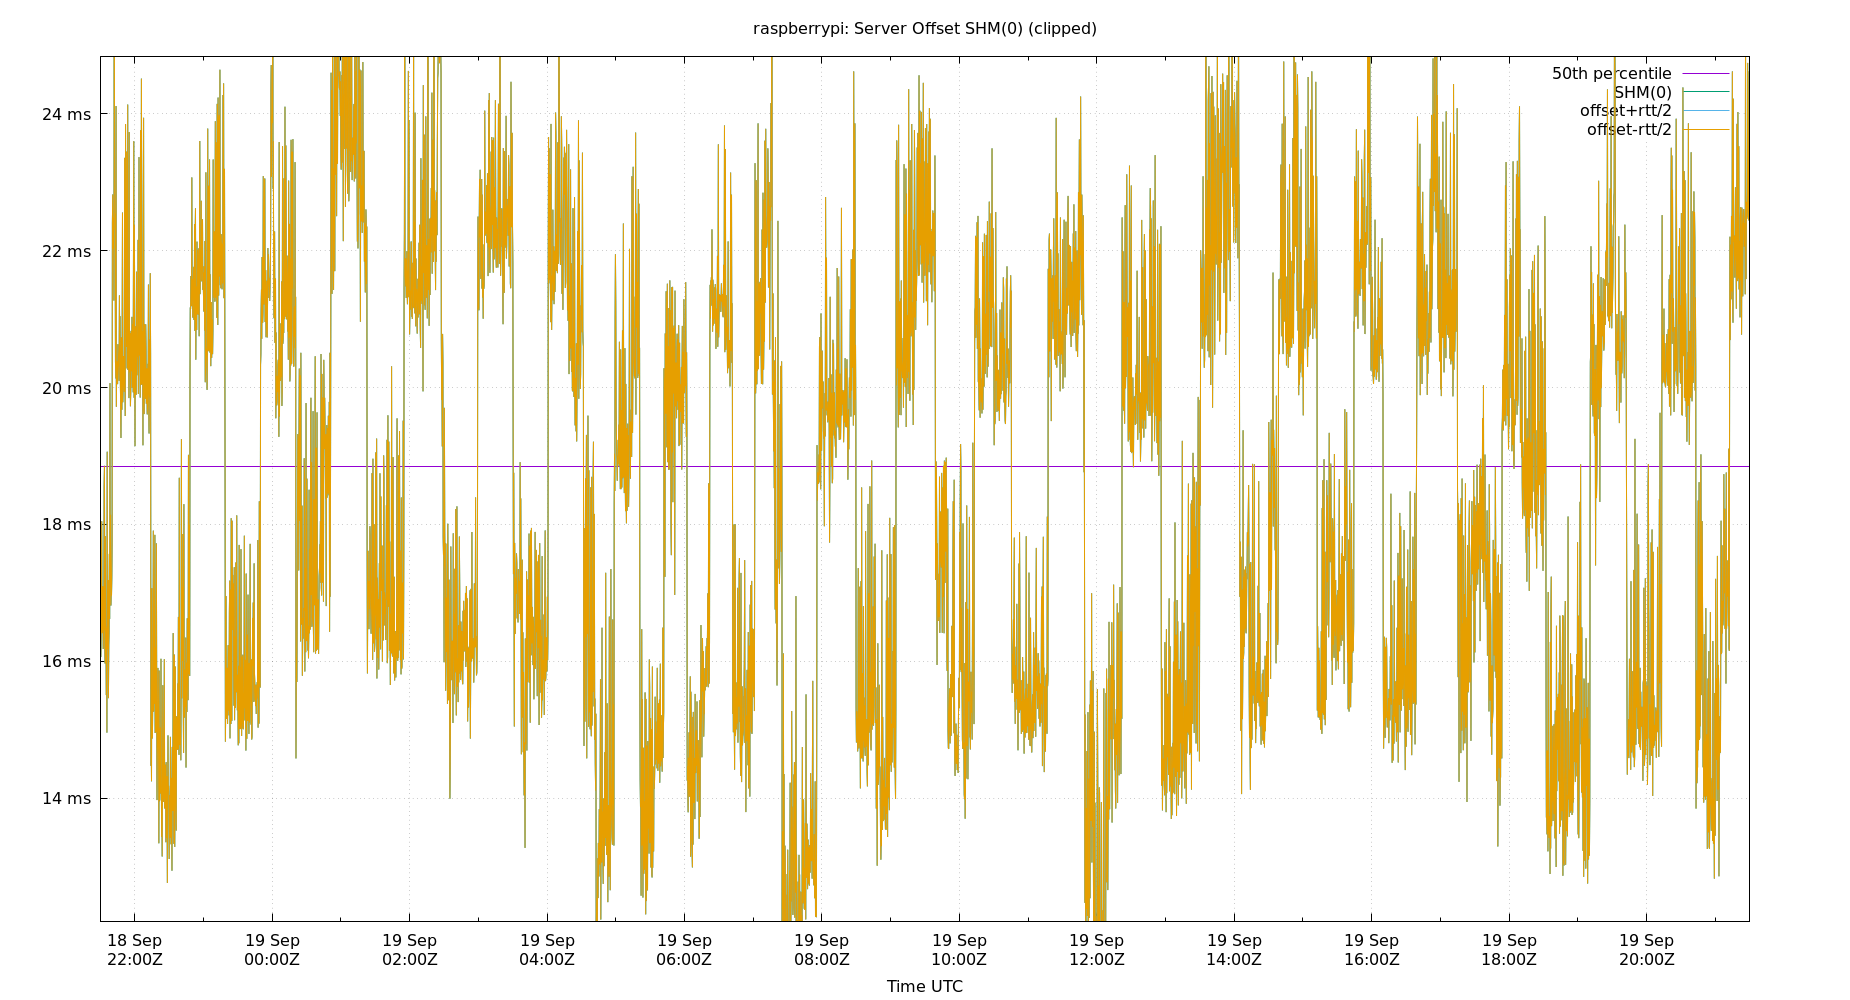 raspberrypi: Server Offset SHM(0) (clipped)
50th percentile
SHM(0)
offset+rtt/2
offset-rtt/2
24 ms
22 ms
20 ms
18 ms
16 ms
14 ms
18 Sep 19 Sep 19 Sep 19 Sep 19 Sep 19 Sep 19 Sep 19 Sep 19 Sep 19 Sep 19 Sep 19 Sep
22:00Z 00:00Z 02:00Z 04:00Z 06:00Z 08:00Z 10:00Z 12:00Z 14:00Z 16:00Z 18:00Z 20:00Z
Time UTC